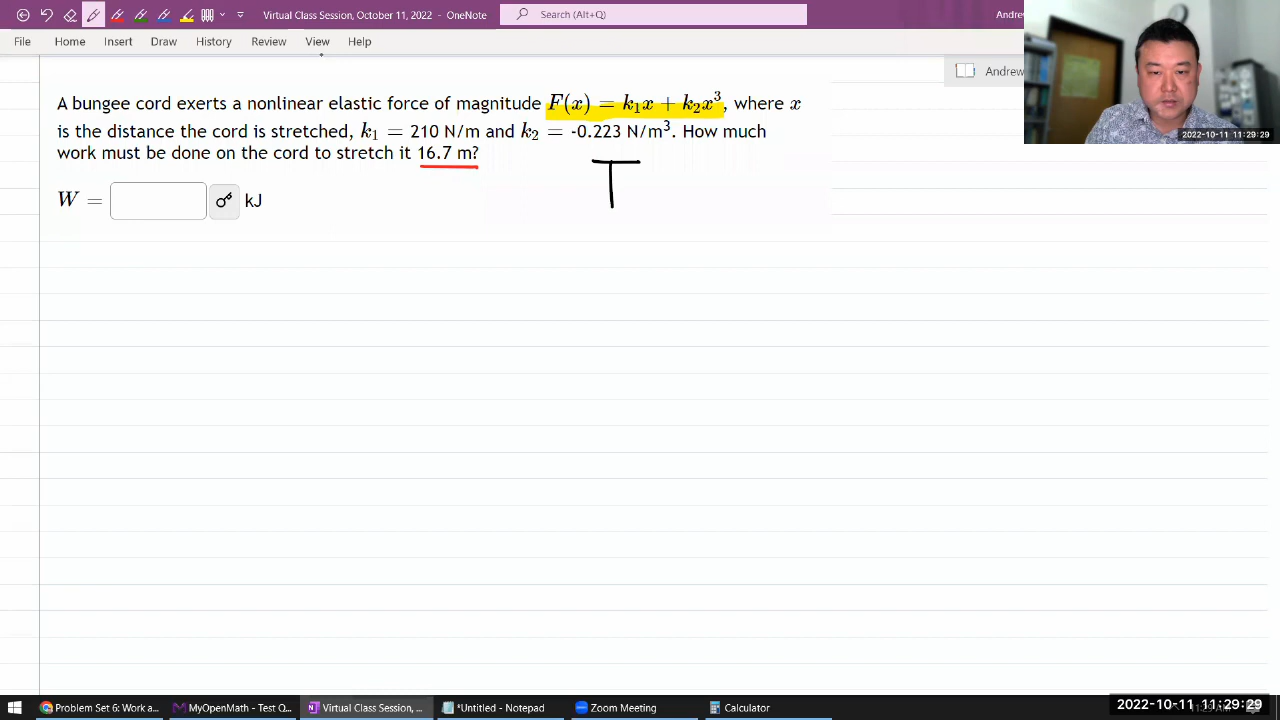 Virtual Class Session, October 11, 2022 - OneNote
Search (Alt+Q)
Andrew
File Home Insert Draw History Review View Help
Andrew
A bungee cord exerts a nonlinear elastic force of magnitude F(x) = k₁x + k₂x³, where x
is the distance the cord is stretched, k₁ = 210 N/m and k₂ = -0.223 N/m³. How much
work must be done on the cord to stretch it 16.7 m?
W = kJ
2022-10-11 11:29:29
Problem Set 6: Work a...
MyOpenMath - Test Q...
Virtual Class Session, ...
*Untitled - Notepad
Zoom Meeting
Calculator
2022-10-11 11:29:29